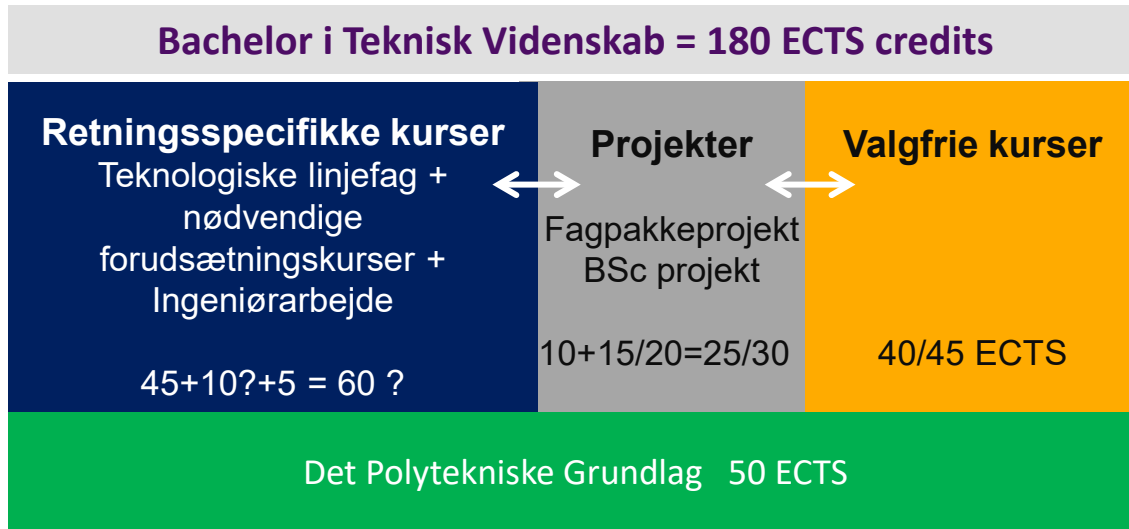 Bachelor i Teknisk Videnskab = 180 ECTS credits
Retningsspecifikke kurser
Teknologiske linjefag +
nødvendige
forudsætningskurser +
Ingeniørarbejde
45+10?+5 = 60 ?
Projekter
Fagpakkeprojekt
BSc projekt
10+15/20=25/30
Valgfrie kurser
40/45 ECTS
Det Polytekniske Grundlag 50 ECTS